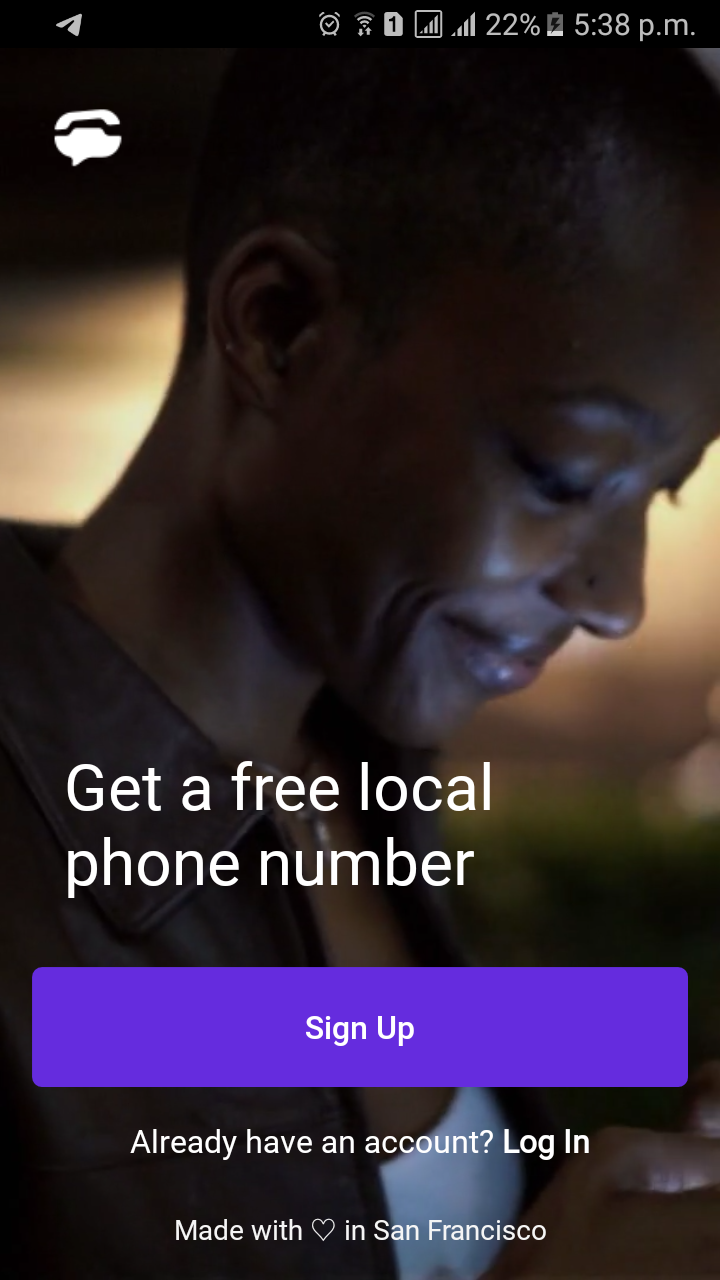 1 22% 5:38 p.m.
Get a free local
phone number
Sign Up
Already have an account? Log In
Made with ♡ in San Francisco